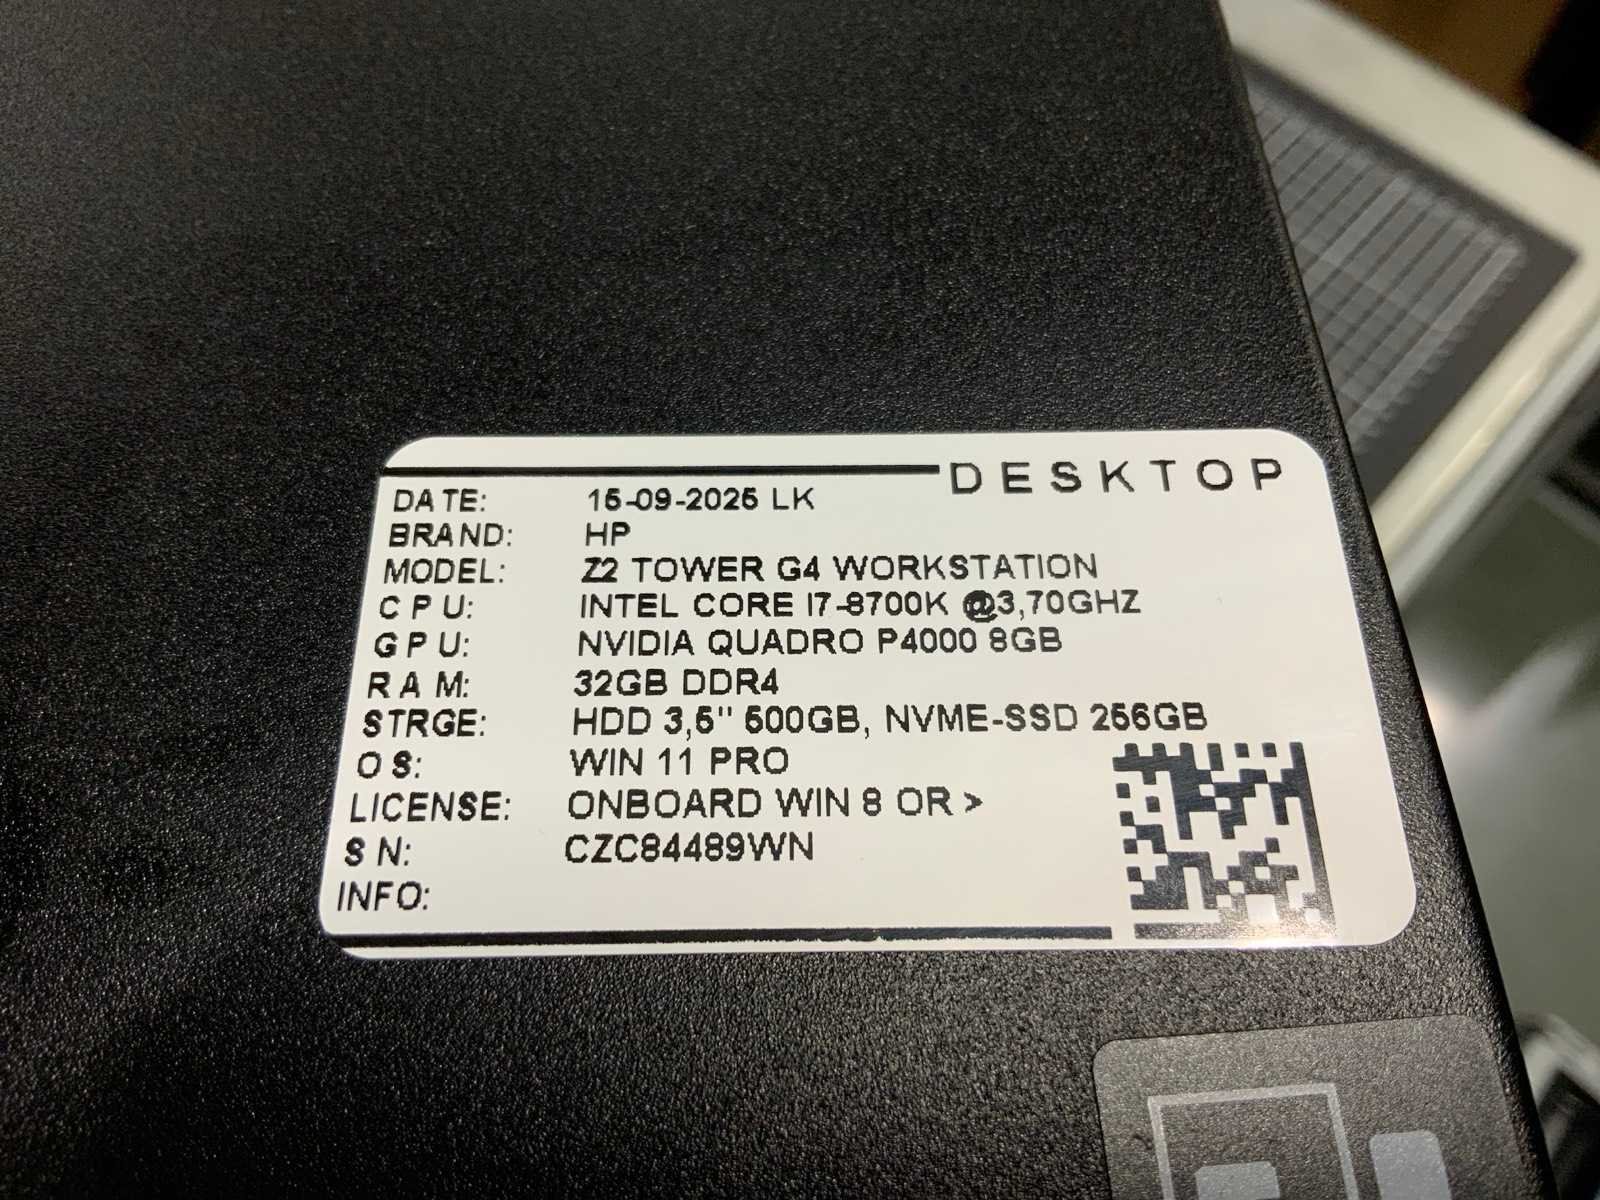 DESKTOP
DATE: 15-09-2025 LK
BRAND: HP
MODEL: Z2 TOWER G4 WORKSTATION
CPU: INTEL CORE I7-8700K @3,70GHZ
GPU: NVIDIA QUADRO P4000 8GB
RAM: 32GB DDR4
STRGE: HDD 3,5" 500GB, NVME-SSD 256GB
OS: WIN 11 PRO
LICENSE: ONBOARD WIN 8 OR >
SN: CZC84489WN
INFO: